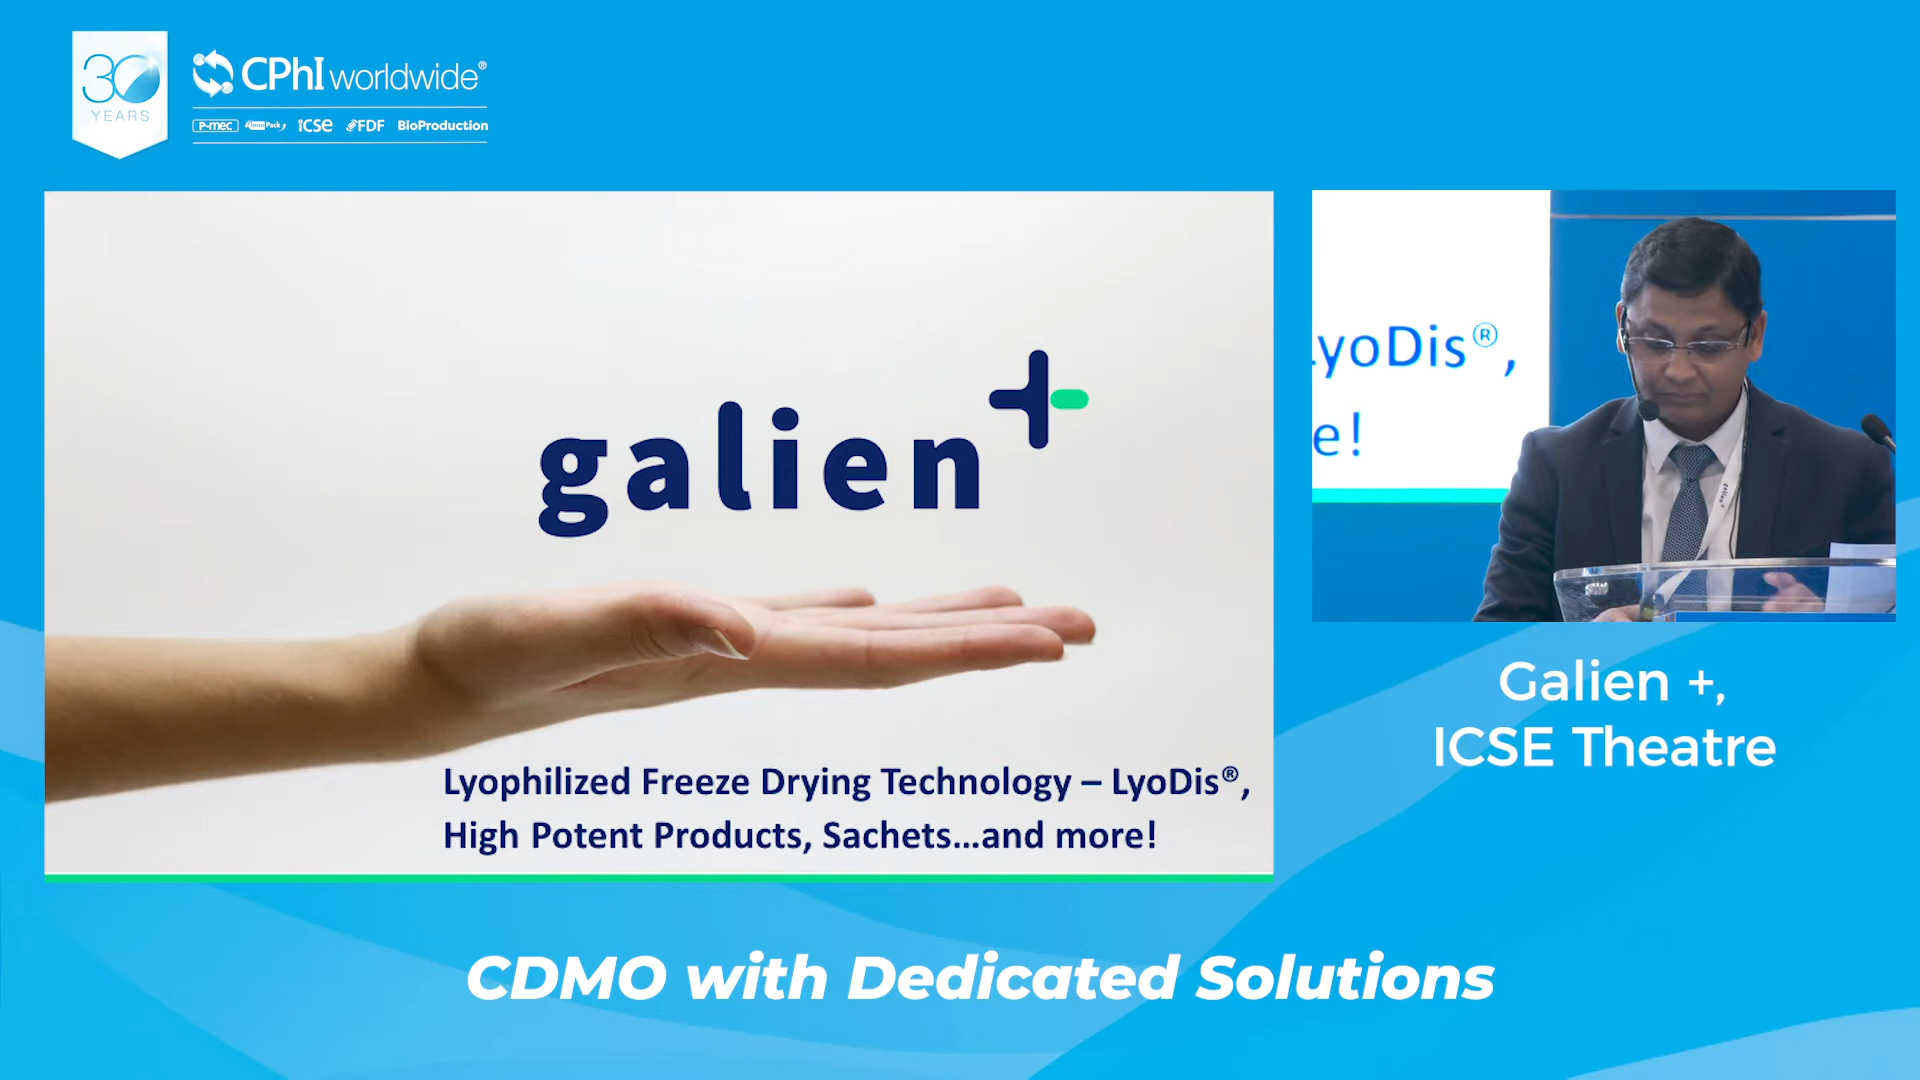 30
YEARS
CPhI worldwide®
P-mec InnoPack iCSE FDF BioProduction
galien+
Lyophilized Freeze Drying Technology – LyoDis®,
High Potent Products, Sachets...and more!
yoDis®,
e!
Galien +,
ICSE Theatre
CDMO with Dedicated Solutions